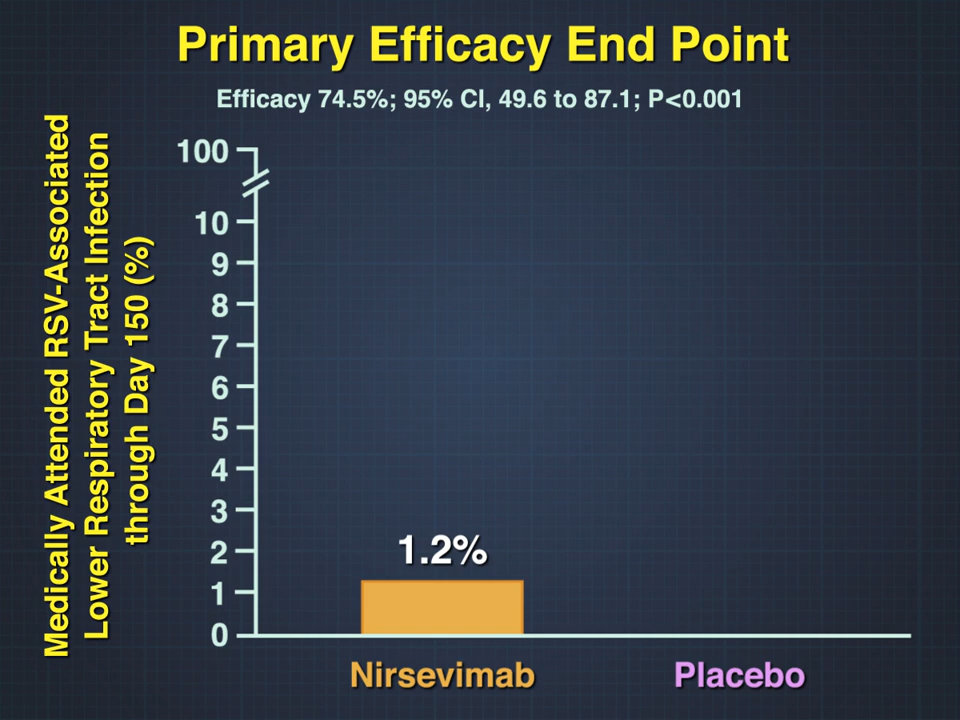 Primary Efficacy End Point
Efficacy 74.5%; 95% CI, 49.6 to 87.1; P<0.001
Medically Attended RSV-Associated
Lower Respiratory Tract Infection
through Day 150 (%)
100
10
9
8
7
6
5
4
3
2
1
0
1.2%
Nirsevimab
Placebo